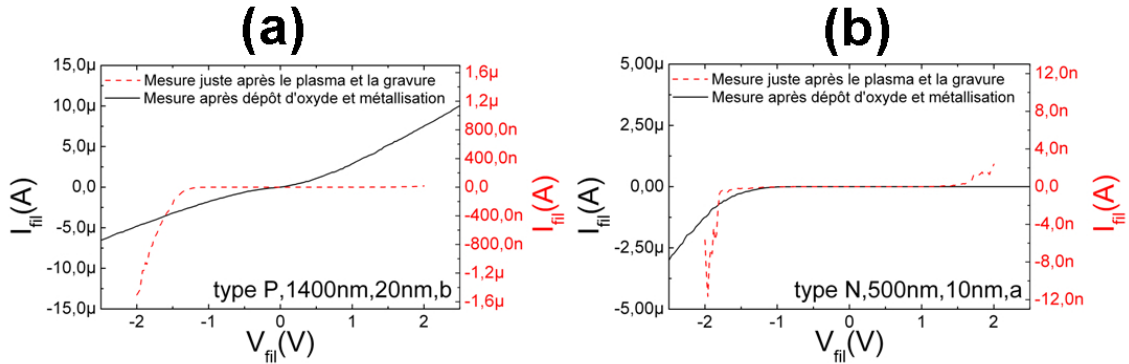 (a)
15,0µ
10,0µ
5,0µ
0,0
-5,0µ
-10,0µ
-15,0µ
I_fil(A)
Mesure juste après le plasma et la gravure
Mesure après dépôt d'oxyde et métallisation
type P,1400nm,20nm,b
1,6µ
1,2µ
800,0n
400,0n
0,0
-400,0n
-800,0n
-1,2µ
-1,6µ
I_fil(A)
-2 -1 0 1 2
V_fil(V)
(b)
5,00µ
2,50µ
0,00
-2,50µ
-5,00µ
I_fil(A)
Mesure juste après le plasma et la gravure
Mesure après dépôt d'oxyde et métallisation
type N,500nm,10nm,a
12,0n
8,0n
4,0n
0,0
-4,0n
-8,0n
-12,0n
I_fil(A)
-2 -1 0 1 2
V_fil(V)